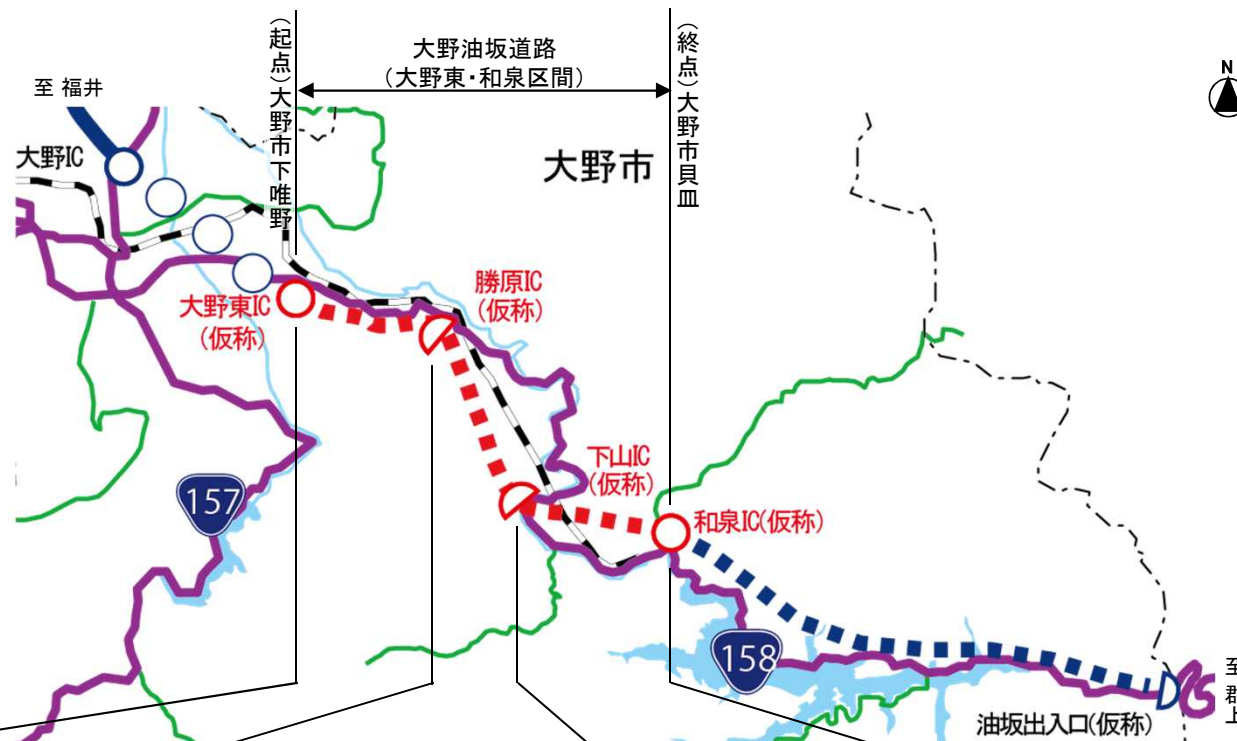 大野油坂道路
(大野東・和泉区間)
(起点)大野市下唯野
(終点)大野市貝皿
至 福井
N
大野IC
大野市
大野東IC
(仮称)
勝原IC
(仮称)
下山IC
(仮称)
157
和泉IC(仮称)
158
至 郡上
油坂出入口(仮称)